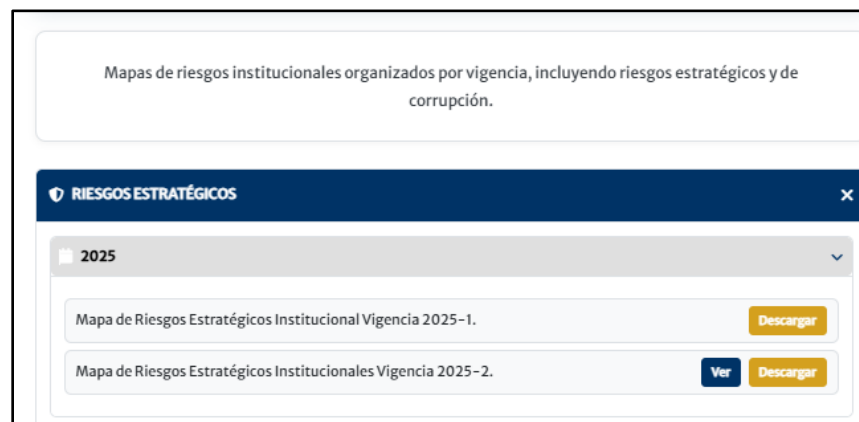 Mapas de riesgos institucionales organizados por vigencia, incluyendo riesgos estratégicos y de
corrupción.
RIESGOS ESTRATÉGICOS
2025
Mapa de Riesgos Estratégicos Institucional Vigencia 2025-1.
Descargar
Mapa de Riesgos Estratégicos Institucionales Vigencia 2025-2.
Ver
Descargar